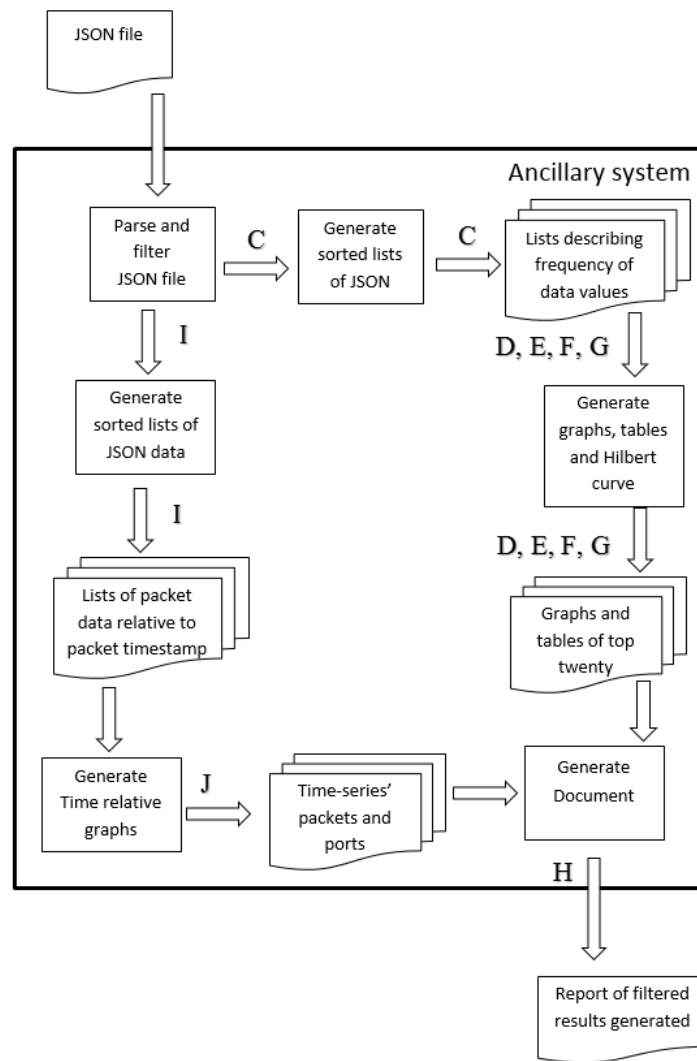 JSON file
Ancillary system
Parse and
filter
JSON file
C
Generate
sorted lists
of JSON
C
Lists describing
frequency of
data values
I
D, E, F, G
Generate
sorted lists of
JSON data
Generate
graphs, tables
and Hilbert
curve
I
D, E, F, G
Lists of packet
data relative to
packet timestamp
Graphs and
tables of top
twenty
Generate
Time relative
graphs
J
Time-series’
packets and
ports
Generate
Document
H
Report of filtered
results generated